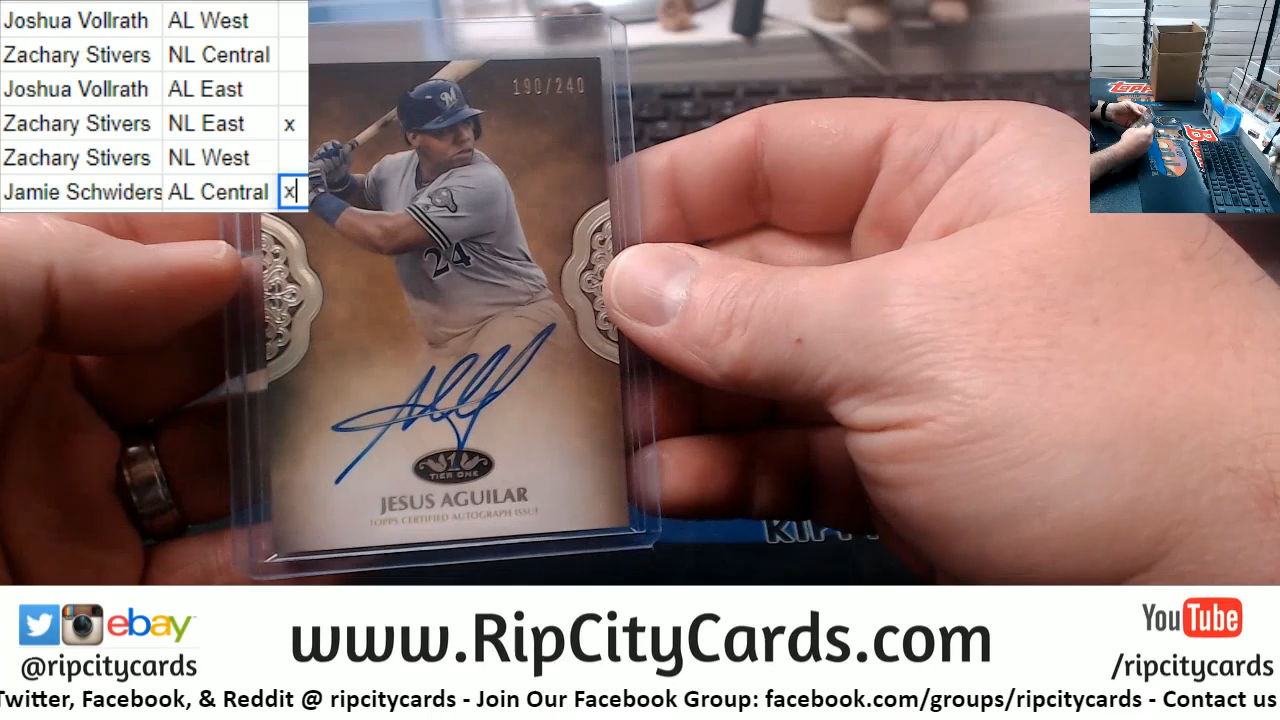 Joshua Vollrath AL West
Zachary Stivers NL Central
Joshua Vollrath AL East
Zachary Stivers NL East x
Zachary Stivers NL West
Jamie Schwiders AL Central x
190/240
M
24
1
TIER ONE
JESUS AGUILAR
TOPPS CERTIFIED AUTOGRAPH ISSUE
ebay
@ripcitycards
www.RipCityCards.com
YouTube
/ripcitycards
Twitter, Facebook, & Reddit @ ripcitycards - Join Our Facebook Group: facebook.com/groups/ripcitycards - Contact us